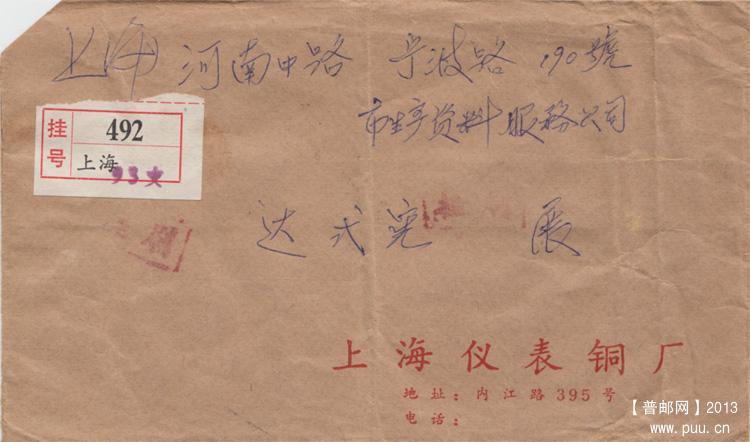 上海 河南中路 宁波路 190號
市生产资料服務公司
挂号
492
上海
93支
达式宪 展
上海仪表铜厂
地址：内江路395号
电话：
【普邮网】2013
www.puu.cn